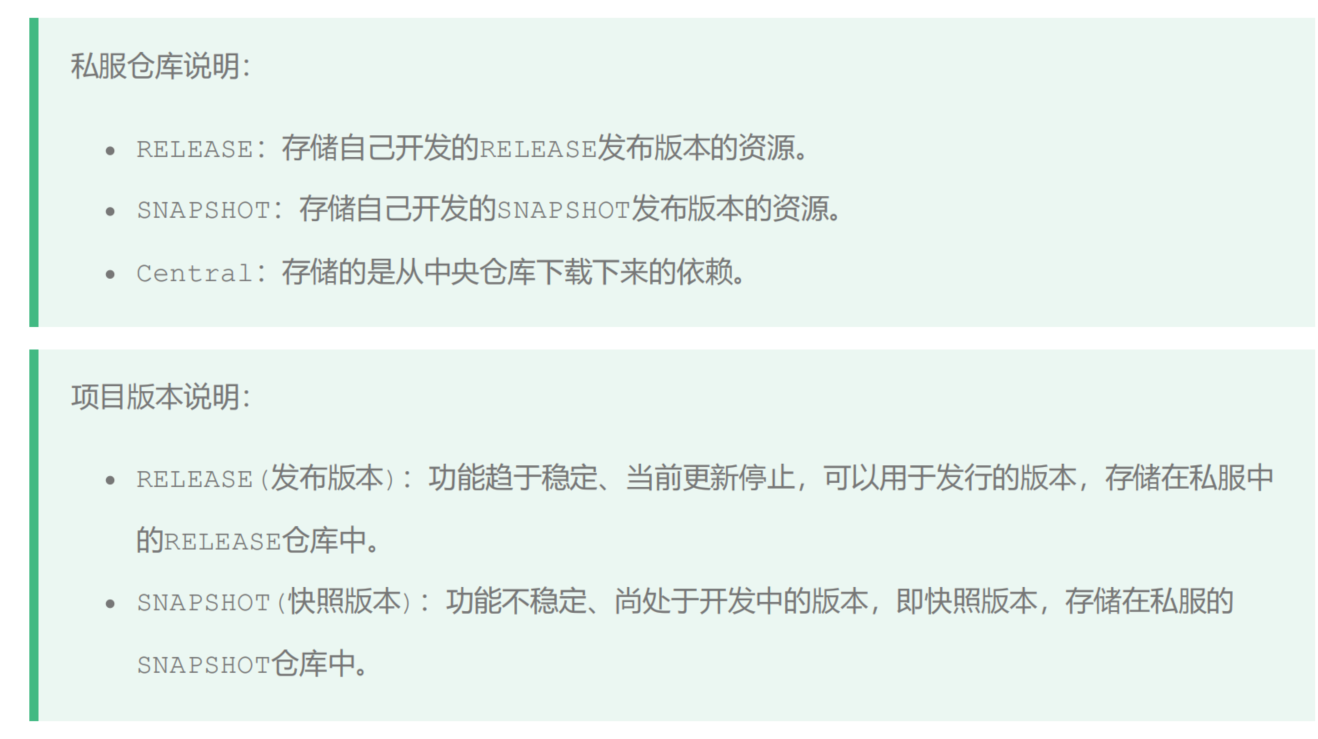 私服仓库说明：
• RELEASE：存储自己开发的RELEASE发布版本的资源。
• SNAPSHOT：存储自己开发的SNAPSHOT发布版本的资源。
• Central：存储的是从中央仓库下载下来的依赖。
项目版本说明：
• RELEASE(发布版本)：功能趋于稳定、当前更新停止，可以用于发行的版本，存储在私服中
的RELEASE仓库中。
• SNAPSHOT(快照版本)：功能不稳定、尚处于开发中的版本，即快照版本，存储在私服的
SNAPSHOT仓库中。